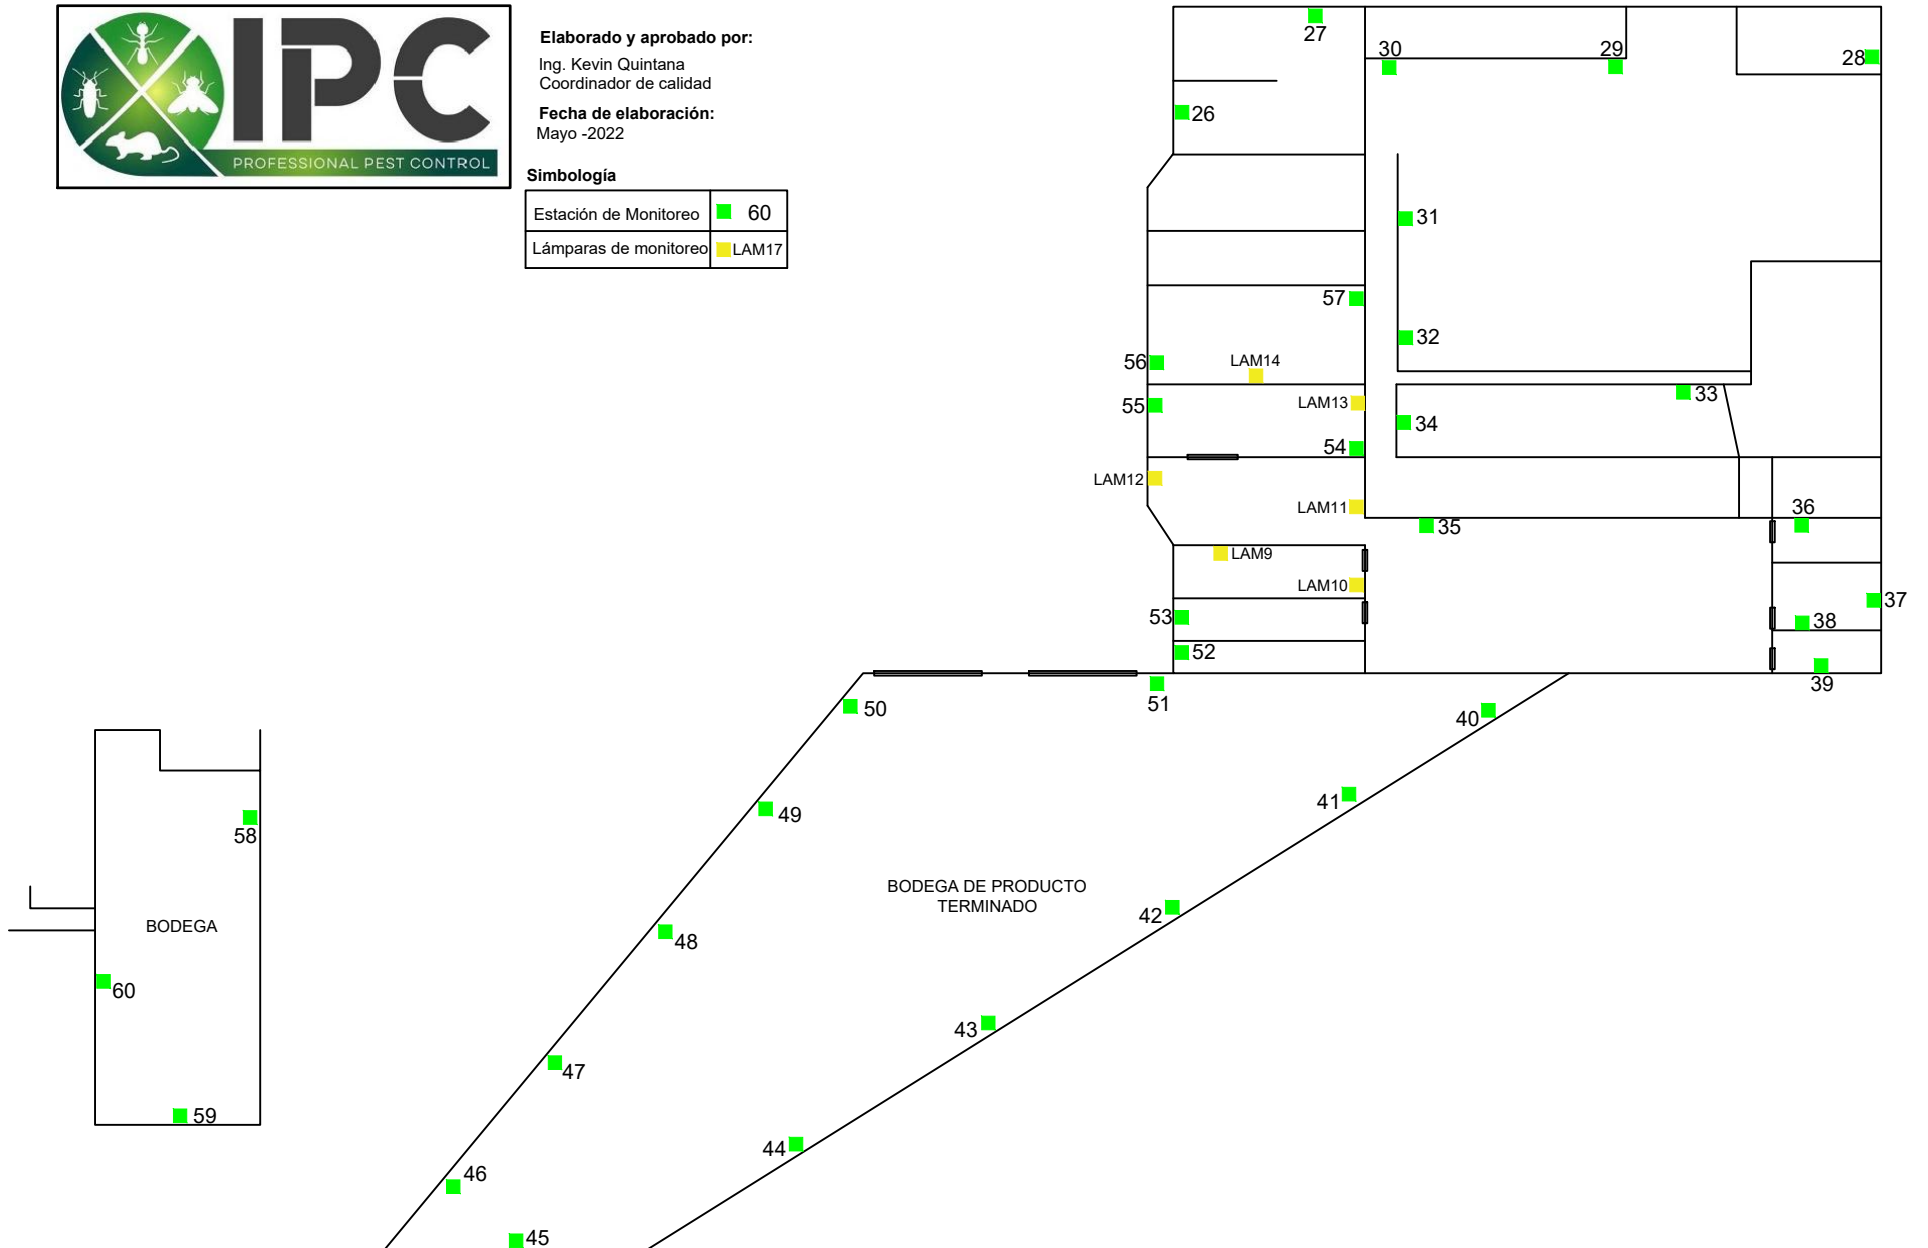 IPC
PROFESSIONAL PEST CONTROL
Elaborado y aprobado por:
Ing. Kevin Quintana
Coordinador de calidad
Fecha de elaboración:
Mayo -2022
Simbología
Estación de Monitoreo 60
Lámparas de monitoreo LAM17
27
30
29
28
26
31
57
32
56
LAM14
55
LAM13
33
34
54
LAM12
LAM11
35
36
LAM9
LAM10
37
53
38
52
39
51
50
40
41
49
58
BODEGA DE PRODUCTO
TERMINADO
42
BODEGA
48
60
43
47
59
44
46
45